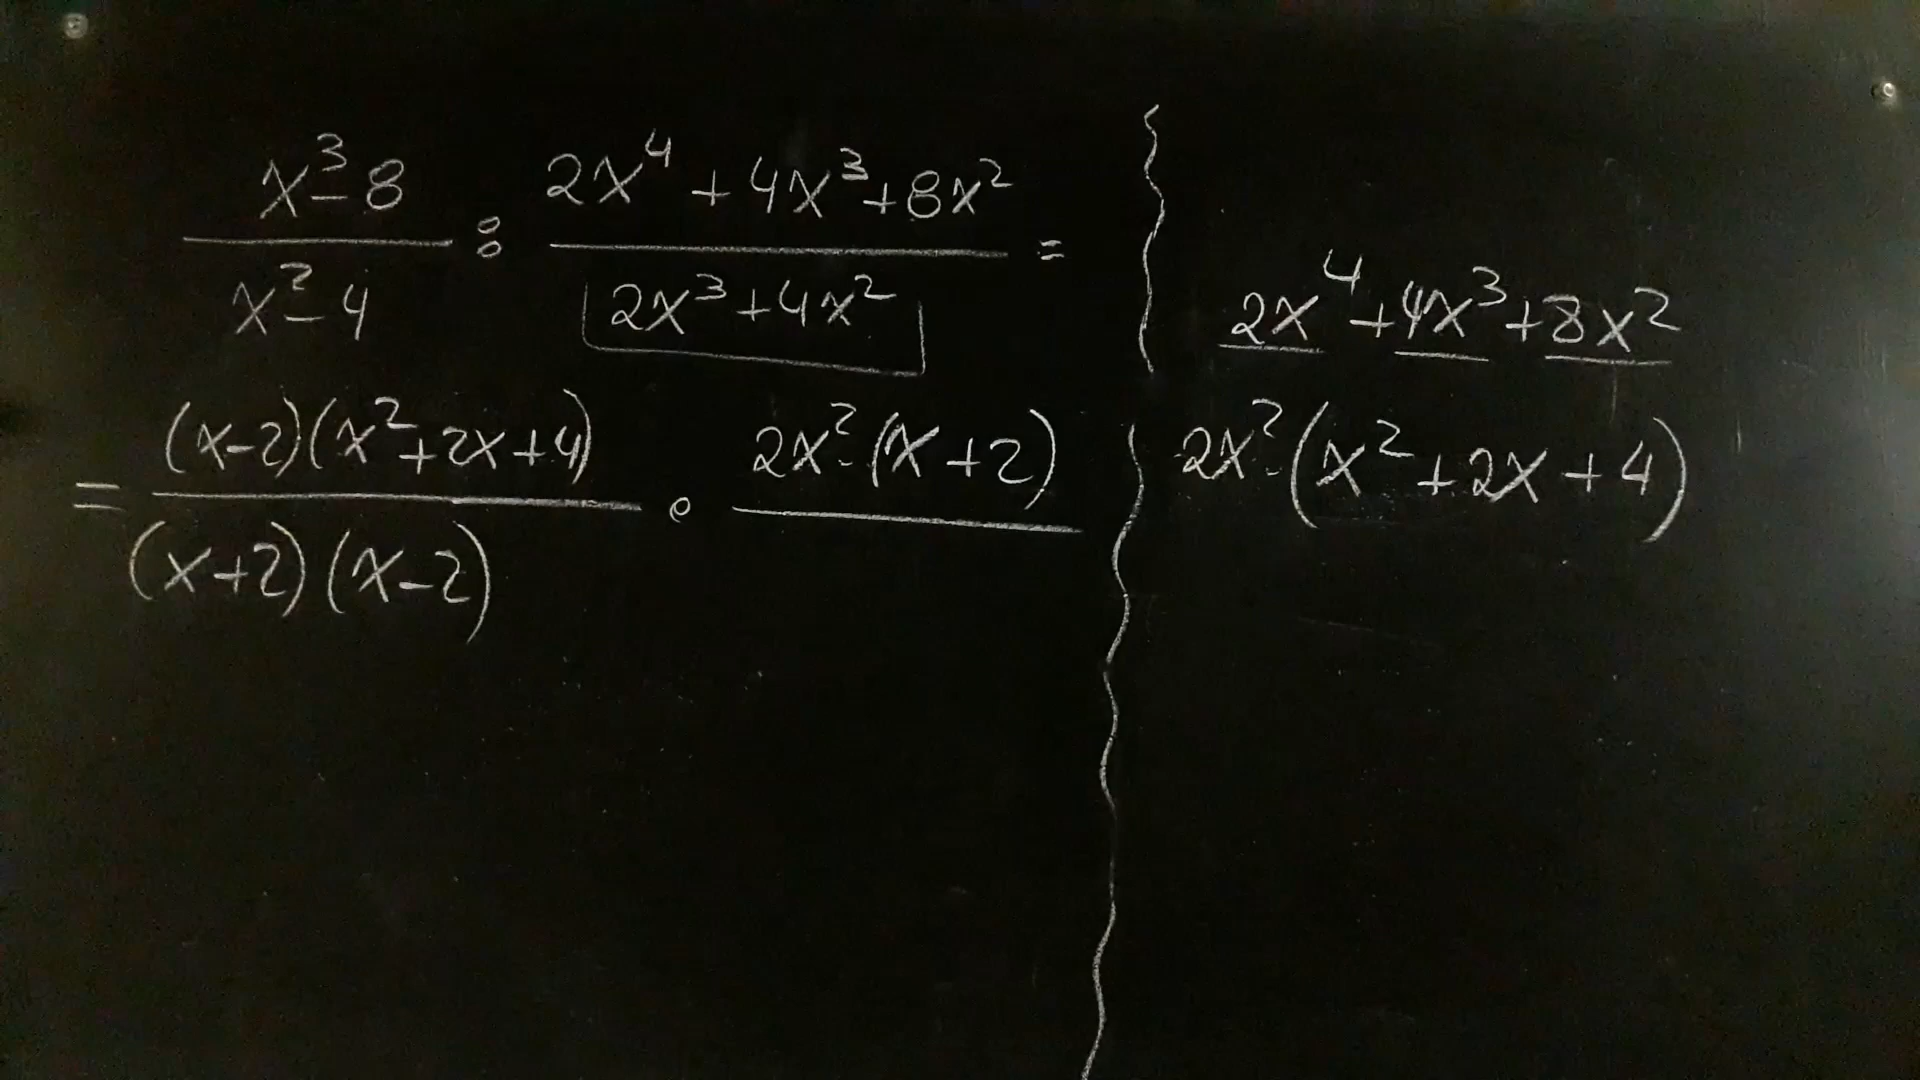 x³-8 / x²-4 : 2x⁴+4x³+8x² / 2x³+4x² =
= (x-2)(x²+2x+4) / (x+2)(x-2) · 2x²·(x+2) /
2x⁴+4x³+8x²
2x²·(x²+2x+4)